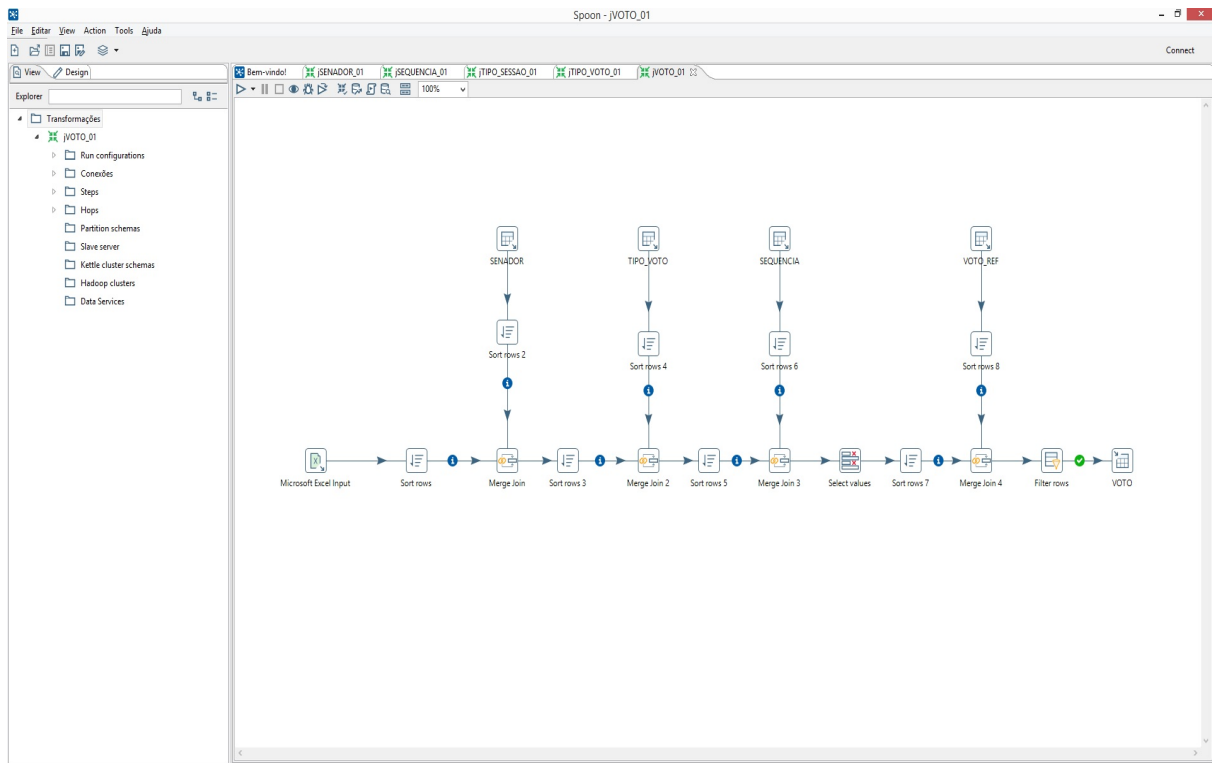 Spoon - jVOTO_01
File Editar View Action Tools Ajuda
Connect
View Design
Bem-vindo! jSENADOR_01 jSEQUENCIA_01 jTIPO_SESSAO_01 jTIPO_VOTO_01 jVOTO_01
Explorer
100%
Transformações
jVOTO_01
Run configurations
Conexões
Steps
Hops
Partition schemas
Slave server
Kettle cluster schemas
Hadoop clusters
Data Services
SENADOR TIPO_VOTO SEQUENCIA VOTO_REF
Sort rows 2
Sort rows 4 Sort rows 6 Sort rows 8
Microsoft Excel Input Sort rows Merge Join Sort rows 3 Merge Join 2 Sort rows 5 Merge Join 3 Select values Sort rows 7 Merge Join 4 Filter rows VOTO